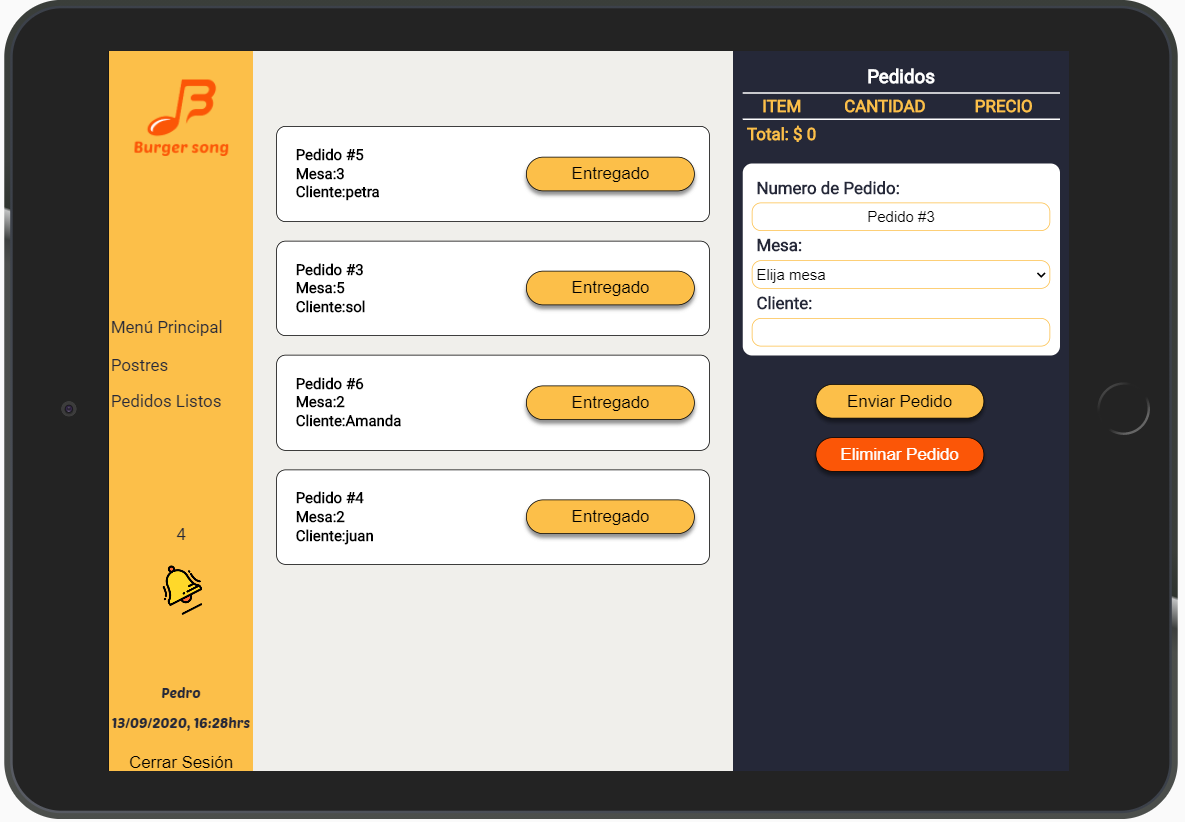 Burger song
Menú Principal
Postres
Pedidos Listos
4
Pedro
13/09/2020, 16:28hrs
Cerrar Sesión
Pedido #5
Mesa:3
Cliente:petra
Entregado
Pedido #3
Mesa:5
Cliente:sol
Entregado
Pedido #6
Mesa:2
Cliente:Amanda
Entregado
Pedido #4
Mesa:2
Cliente:juan
Entregado
Pedidos
ITEM CANTIDAD PRECIO
Total: $ 0
Numero de Pedido:
Pedido #3
Mesa:
Elija mesa
Cliente:
Enviar Pedido
Eliminar Pedido